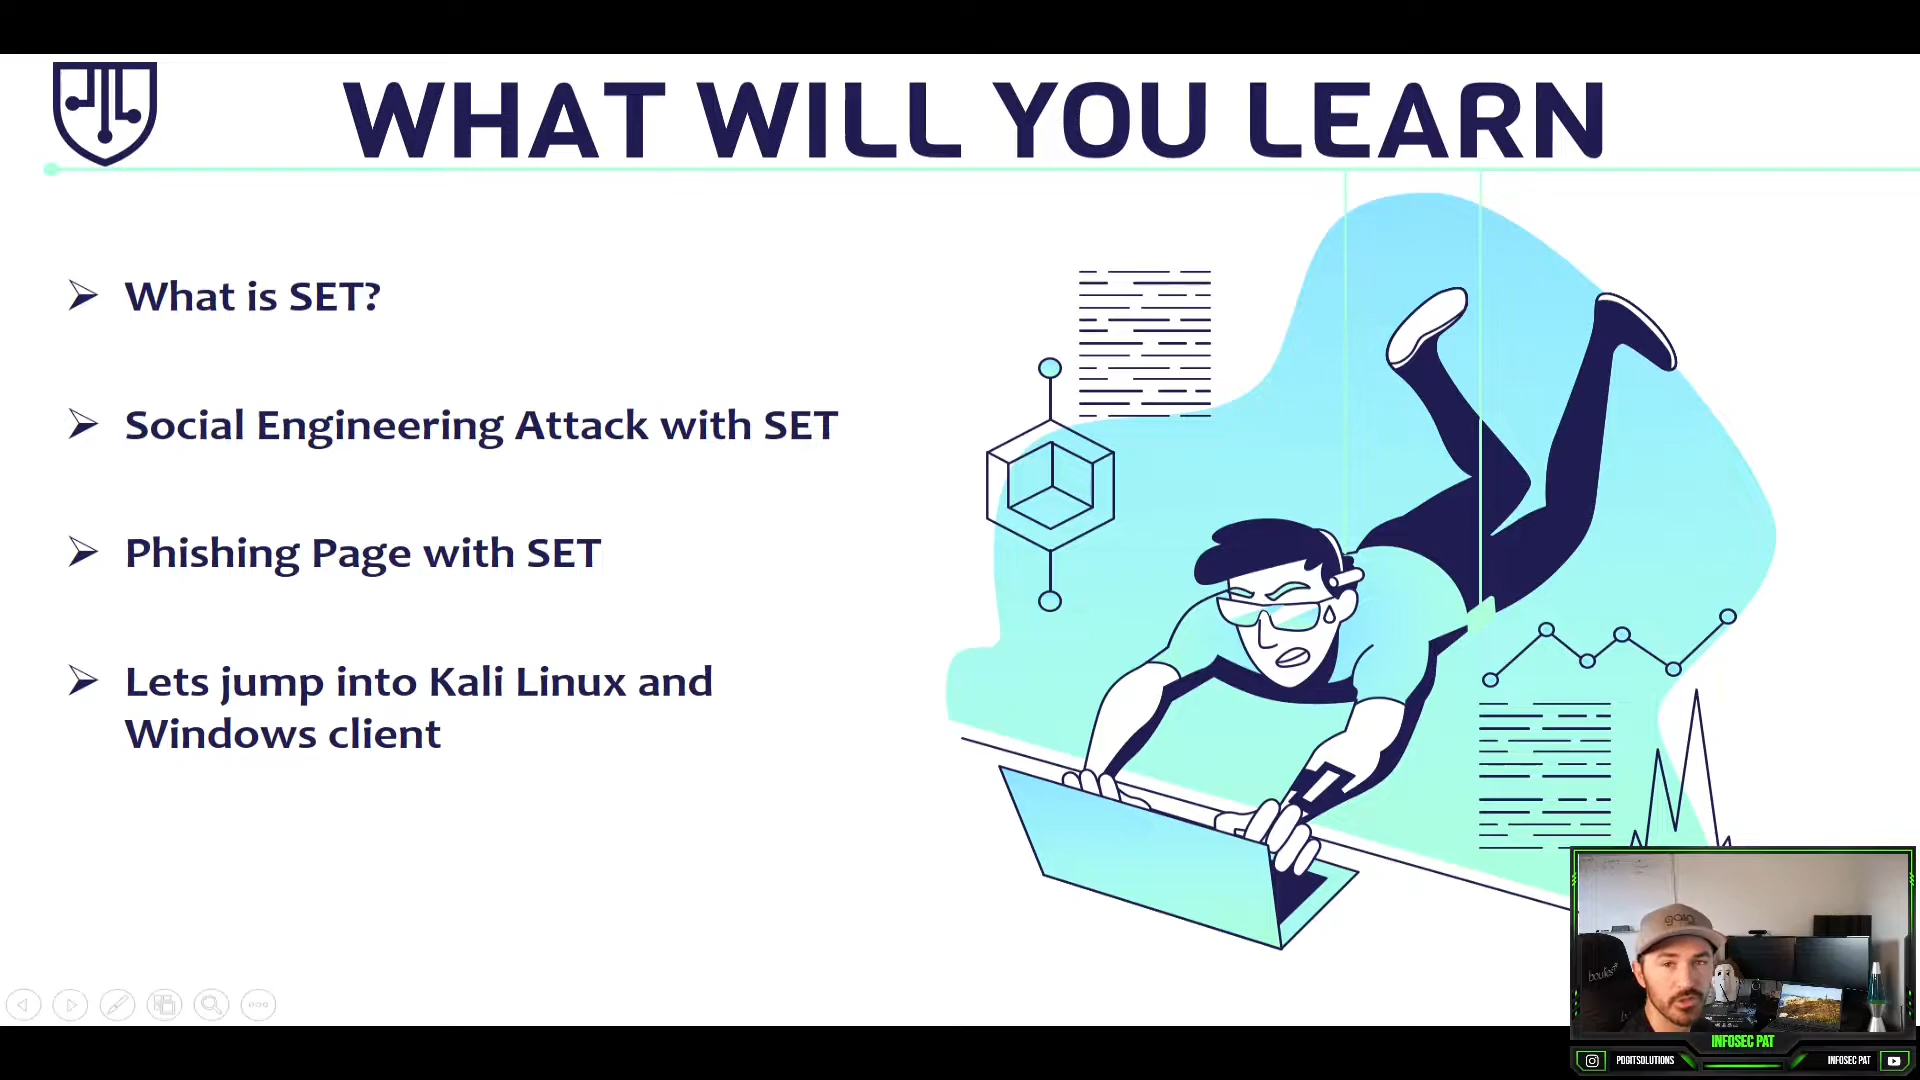 WHAT WILL YOU LEARN
What is SET?
Social Engineering Attack with SET
Phishing Page with SET
Lets jump into Kali Linux and
Windows client
INFOSEC PAT
PDGITSOLUTIONS
INFOSEC PAT